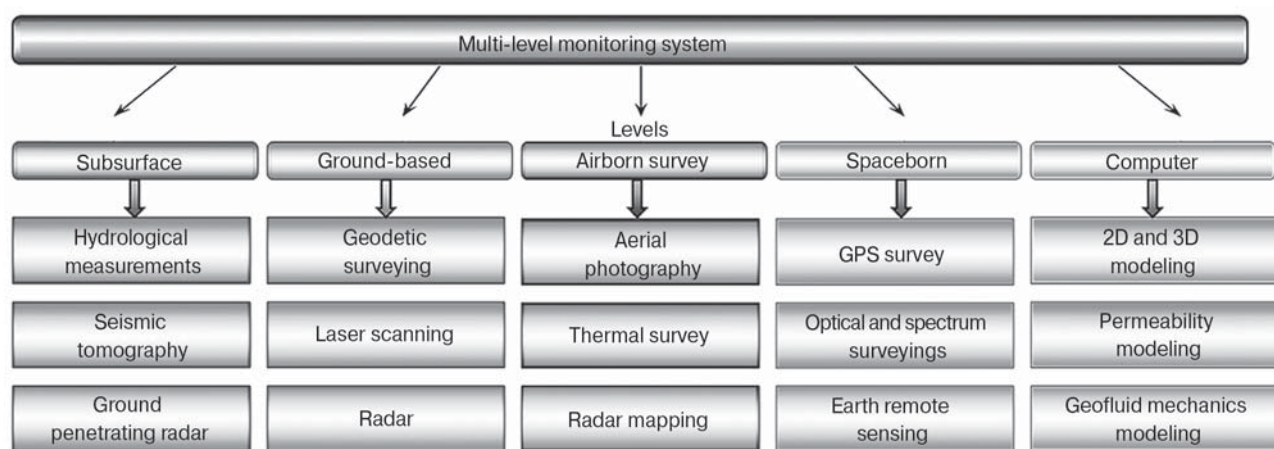 Multi-level monitoring system
Levels
Subsurface
Ground-based
Airborn survey
Spaceborn
Computer
Hydrological
measurements
Geodetic
surveying
Aerial
photography
GPS survey
2D and 3D
modeling
Seismic
tomography
Laser scanning
Thermal survey
Optical and spectrum
surveyings
Permeability
modeling
Ground
penetrating radar
Radar
Radar mapping
Earth remote
sensing
Geofluid mechanics
modeling